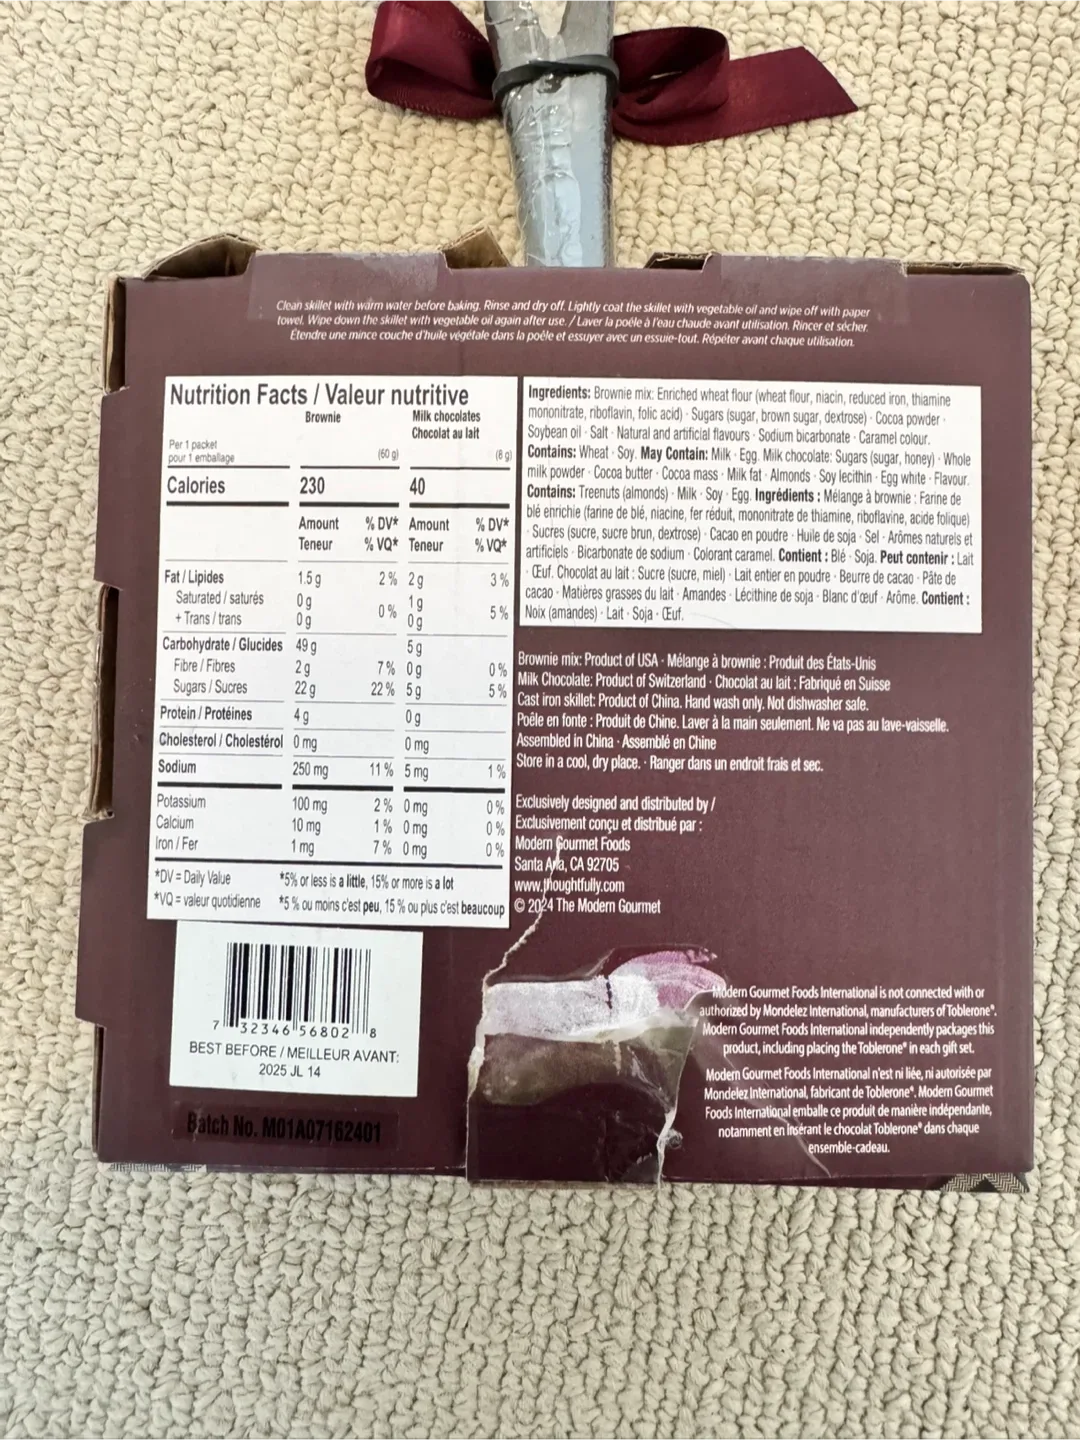 Clean skillet with warm water before baking. Rinse and dry off. Lightly coat the skillet with vegetable oil and wipe off with paper
towel. Wipe down the skillet with vegetable oil again after use. / Laver la poêle à l'eau chaude avant utilisation. Rincer et sécher.
Étendre une mince couche d'huile végétale dans la poêle et essuyer avec un essuie-tout. Répéter avant chaque utilisation.
Nutrition Facts / Valeur nutritive
Brownie Milk chocolates
Chocolat au lait
Per 1 packet
pour 1 emballage (60 g) (8 g)
Calories 230 40
Amount % DV* Amount % DV*
Teneur % VQ* Teneur % VQ*
Fat / Lipides 1.5 g 2 % 2 g 3 %
Saturated / saturés 0 g 1 g
+ Trans / trans 0 g 0 % 0 g 5 %
Carbohydrate / Glucides 49 g 5 g
Fibre / Fibres 2 g 7 % 0 g 0 %
Sugars / Sucres 22 g 22 % 5 g 5 %
Protein / Protéines 4 g 0 g
Cholesterol / Cholestérol 0 mg 0 mg
Sodium 250 mg 11 % 5 mg 1 %
Potassium 100 mg 2 % 0 mg 0 %
Calcium 10 mg 1 % 0 mg 0 %
Iron / Fer 1 mg 7 % 0 mg 0 %
*DV = Daily Value *5% or less is a little, 15% or more is a lot
*VQ = valeur quotidienne *5 % ou moins c'est peu, 15 % ou plus c'est beaucoup
Ingredients: Brownie mix: Enriched wheat flour (wheat flour, niacin, reduced iron, thiamine
mononitrate, riboflavin, folic acid) · Sugars (sugar, brown sugar, dextrose) · Cocoa powder ·
Soybean oil · Salt · Natural and artificial flavours · Sodium bicarbonate · Caramel colour.
Contains: Wheat · Soy. May Contain: Milk · Egg. Milk chocolate: Sugars (sugar, honey) · Whole
milk powder · Cocoa butter · Cocoa mass · Milk fat · Almonds · Soy lecithin · Egg white · Flavour.
Contains: Treenuts (almonds) · Milk · Soy · Egg. Ingrédients : Mélange à brownie : Farine de
blé enrichie (farine de blé, niacine, fer réduit, mononitrate de thiamine, riboflavine, acide folique)
· Sucres (sucre, sucre brun, dextrose) · Cacao en poudre · Huile de soja · Sel · Arômes naturels et
artificiels · Bicarbonate de sodium · Colorant caramel. Contient : Blé · Soja. Peut contenir : Lait
· Œuf. Chocolat au lait : Sucre (sucre, miel) · Lait entier en poudre · Beurre de cacao · Pâte de
cacao · Matières grasses du lait · Amandes · Lécithine de soja · Blanc d'œuf · Arôme. Contient :
Noix (amandes) · Lait · Soja · Œuf.
Brownie mix: Product of USA · Mélange à brownie : Produit des États-Unis
Milk Chocolate: Product of Switzerland · Chocolat au lait : Fabriqué en Suisse
Cast iron skillet: Product of China. Hand wash only. Not dishwasher safe.
Poêle en fonte : Produit de Chine. Laver à la main seulement. Ne va pas au lave-vaisselle.
Assembled in China · Assemblé en Chine
Store in a cool, dry place. · Ranger dans un endroit frais et sec.
Exclusively designed and distributed by /
Exclusivement conçu et distribué par :
Modern Gourmet Foods
Santa Ana, CA 92705
www.thoughtfully.com
© 2024 The Modern Gourmet
7 32346 56802 8
BEST BEFORE / MEILLEUR AVANT:
2025 JL 14
Batch No. M01A07162401
Modern Gourmet Foods International is not connected with or
authorized by Mondelez International, manufacturers of Toblerone®.
Modern Gourmet Foods International independently packages this
product, including placing the Toblerone® in each gift set.
Modern Gourmet Foods International n'est ni liée, ni autorisée par
Mondelez International, fabricant de Toblerone®. Modern Gourmet
Foods International emballe ce produit de manière indépendante,
notamment en insérant le chocolat Toblerone® dans chaque
ensemble-cadeau.